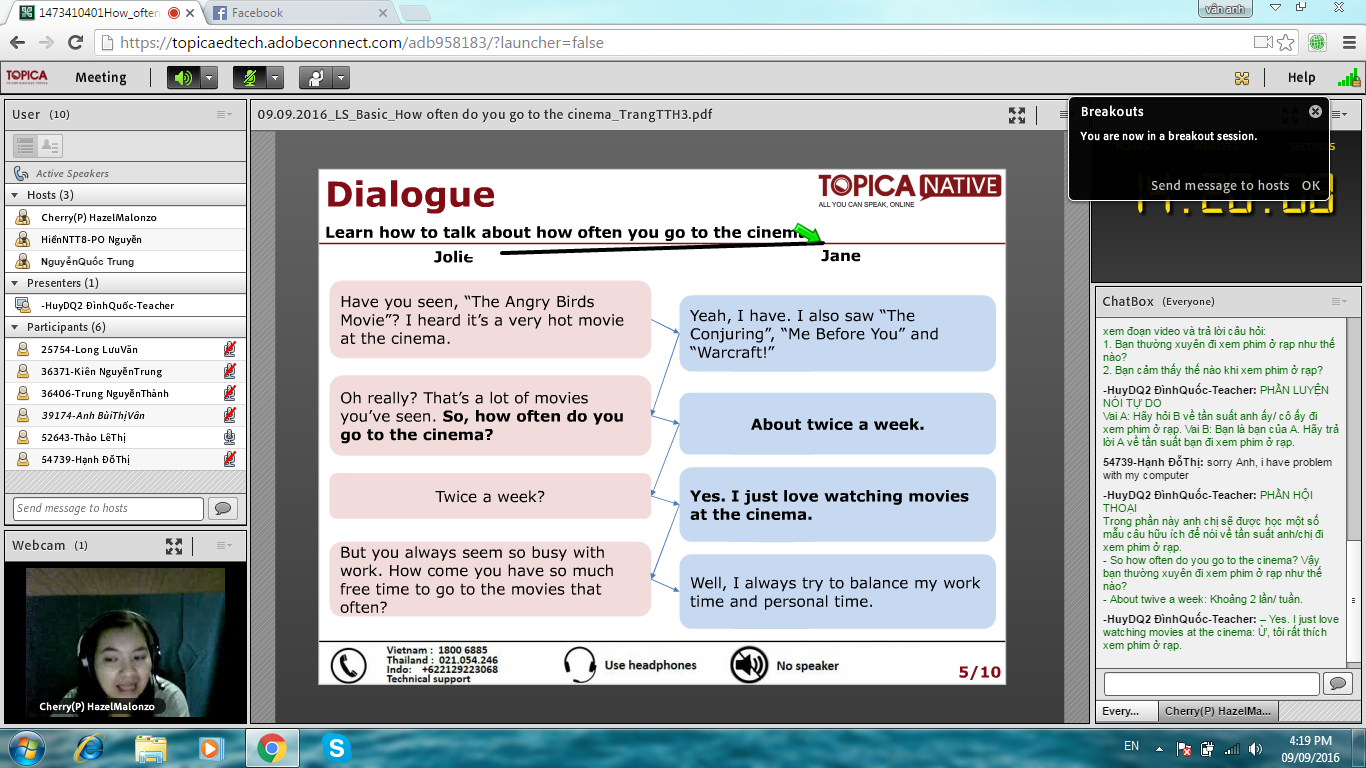 1473410401How_often
Facebook
vân anh
https://topicaedtech.adobeconnect.com/adb958183/?launcher=false
TOPICA
Meeting
Help
User (10)
Active Speakers
Hosts (3)
Cherry(P) HazelMalonzo
HiềnNTT8-PO Nguyễn
NguyễnQuốc Trung
Presenters (1)
-HuyDQ2 ĐìnhQuốc-Teacher
Participants (6)
25754-Long LưuVăn
36371-Kiên NguyễnTrung
36406-Trung NguyễnThành
39174-Anh BùiThịVân
52643-Thảo LêThị
54739-Hạnh ĐỗThị
Send message to hosts
Webcam (1)
Cherry(P) HazelMalonzo
09.09.2016_LS_Basic_How often do you go to the cinema_TrangTTH3.pdf
Dialogue
TOPICA NATIVE
ALL YOU CAN SPEAK, ONLINE
Learn how to talk about how often you go to the cinema
Jolie
Jane
Have you seen, “The Angry Birds
Movie”? I heard it’s a very hot movie
at the cinema.
Yeah, I have. I also saw “The
Conjuring”, “Me Before You” and
“Warcraft!”
Oh really? That’s a lot of movies
you’ve seen. So, how often do you
go to the cinema?
About twice a week.
Twice a week?
Yes. I just love watching movies
at the cinema.
But you always seem so busy with
work. How come you have so much
free time to go to the movies that
often?
Well, I always try to balance my work
time and personal time.
Vietnam : 1800 6885
Thailand : 021.054.246
Indo: +622129223068
Technical support
Use headphones
No speaker
5/10
Breakouts
You are now in a breakout session.
Send message to hosts OK
ChatBox (Everyone)
xem đoạn video và trả lời câu hỏi:
1. Bạn thường xuyên đi xem phim ở rạp như thế
nào?
2. Bạn cảm thấy thế nào khi xem phim ở rạp?
-HuyDQ2 ĐìnhQuốc-Teacher: PHẦN LUYỆN
NÓI TỰ DO
Vai A: Hãy hỏi B về tần suất anh ấy/ cô ấy đi
xem phim ở rạp. Vai B: Bạn là bạn của A. Hãy trả
lời A về tần suất bạn đi xem phim ở rạp.
54739-Hạnh ĐỗThị: sorry Anh, i have problem
with my computer
-HuyDQ2 ĐìnhQuốc-Teacher: PHẦN HỘI
THOẠI
Trong phần này anh chị sẽ được học một số
mẫu câu hữu ích để nói về tần suất anh/chị đi
xem phim ở rạp.
- So how often do you go to the cinema? Vậy
bạn thường xuyên đi xem phim ở rạp như thế
nào?
- About twive a week: Khoảng 2 lần/ tuần.
-HuyDQ2 ĐìnhQuốc-Teacher: – Yes. I just love
watching movies at the cinema: Ừ, tôi rất thích
xem phim ở rạp.
Every...
Cherry(P) HazelMa...
EN
4:19 PM
09/09/2016